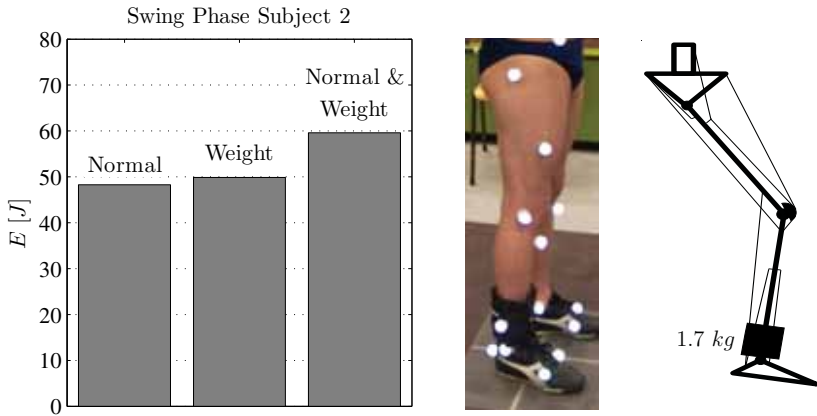 Swing Phase Subject 2
80
70
60
50
40
30
20
10
0
E [J]
Normal
Weight
Normal &
Weight
1.7 kg